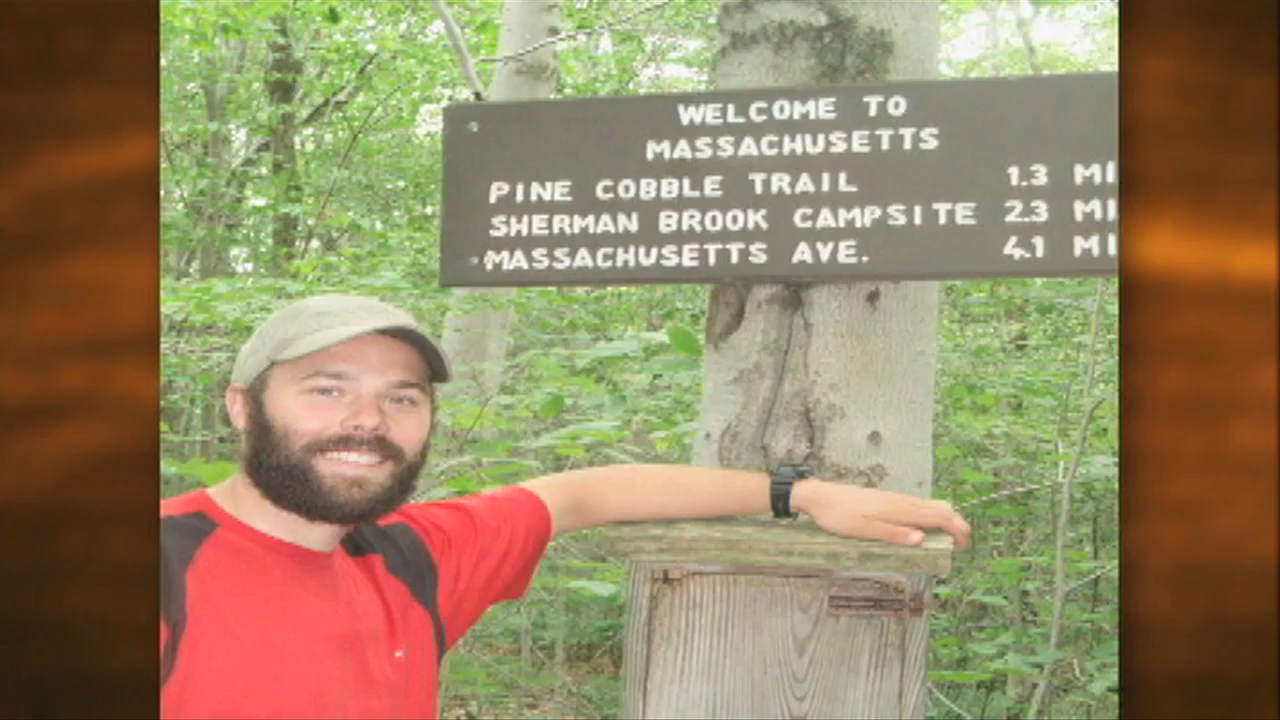 WELCOME TO
MASSACHUSETTS
PINE COBBLE TRAIL 1.3 MI
SHERMAN BROOK CAMPSITE 2.3 MI
MASSACHUSETTS AVE. 4.1 MI